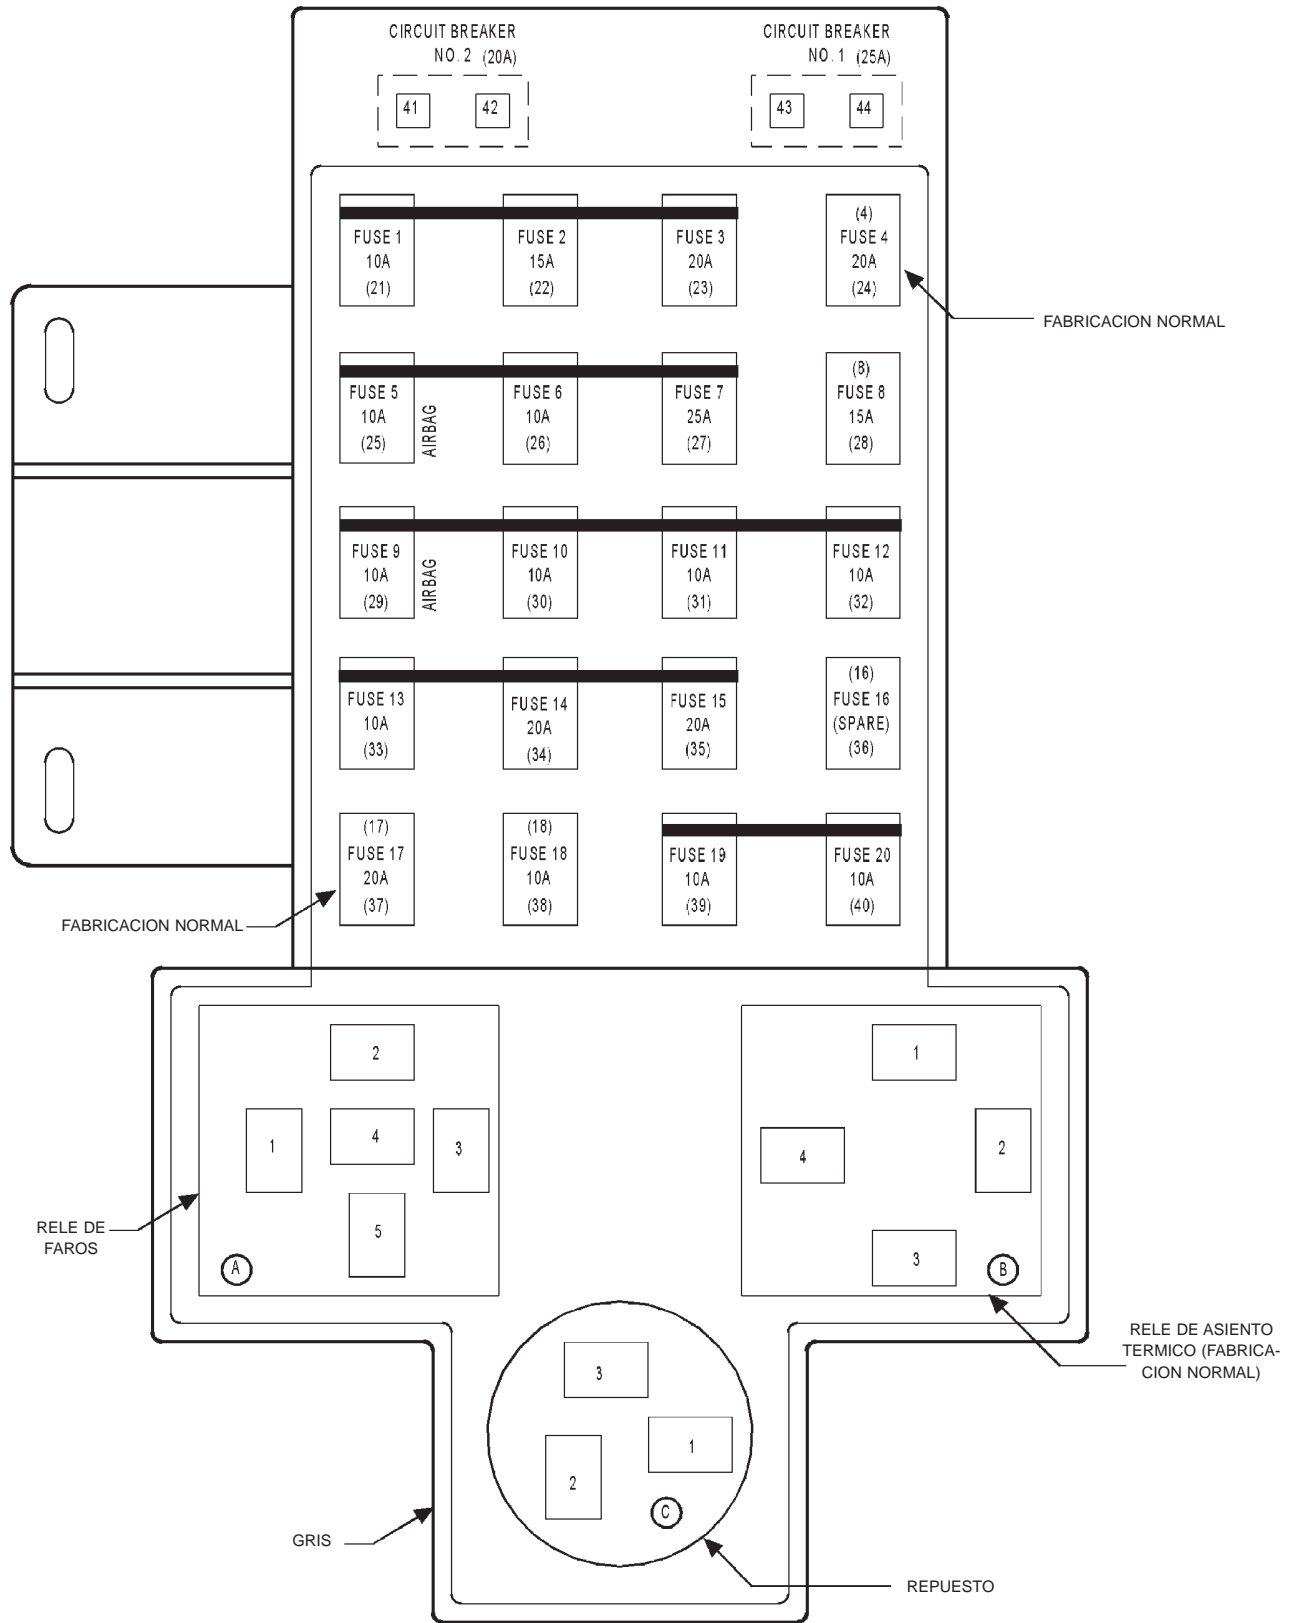 CIRCUIT BREAKER
NO. 2 (20A)
CIRCUIT BREAKER
NO. 1 (25A)
41
42
43
44
FUSE 1
10A
(21)
FUSE 2
15A
(22)
FUSE 3
20A
(23)
(4)
FUSE 4
20A
(24)
FABRICACION NORMAL
FUSE 5
10A
(25)
AIRBAG
FUSE 6
10A
(26)
FUSE 7
25A
(27)
(8)
FUSE 8
15A
(28)
FUSE 9
10A
(29)
AIRBAG
FUSE 10
10A
(30)
FUSE 11
10A
(31)
FUSE 12
10A
(32)
FUSE 13
10A
(33)
FUSE 14
20A
(34)
FUSE 15
20A
(35)
(16)
FUSE 16
(SPARE)
(36)
(17)
FUSE 17
20A
(37)
(18)
FUSE 18
10A
(38)
FUSE 19
10A
(39)
FUSE 20
10A
(40)
FABRICACION NORMAL
2
1
4
3
5
A
RELE DE
FAROS
1
4
2
3
B
RELE DE ASIENTO
TERMICO (FABRICA-
CION NORMAL)
3
1
2
C
GRIS
REPUESTO